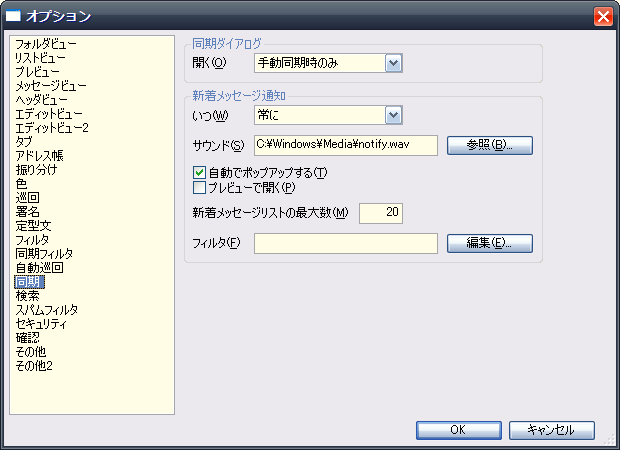 オプション
フォルダビュー
リストビュー
プレビュー
メッセージビュー
ヘッダビュー
エディットビュー
エディットビュー2
タブ
アドレス帳
振り分け
色
巡回
署名
定型文
フィルタ
同期フィルタ
自動巡回
同期
検索
スパムフィルタ
セキュリティ
確認
その他
その他2
同期ダイアログ
開く(O) 手動同期時のみ
新着メッセージ通知
いつ(W) 常に
サウンド(S) C:¥Windows¥Media¥notify.wav 参照(B)...
自動でポップアップする(T)
プレビューで開く(P)
新着メッセージリストの最大数(M) 20
フィルタ(F) 編集(E)...
OK キャンセル